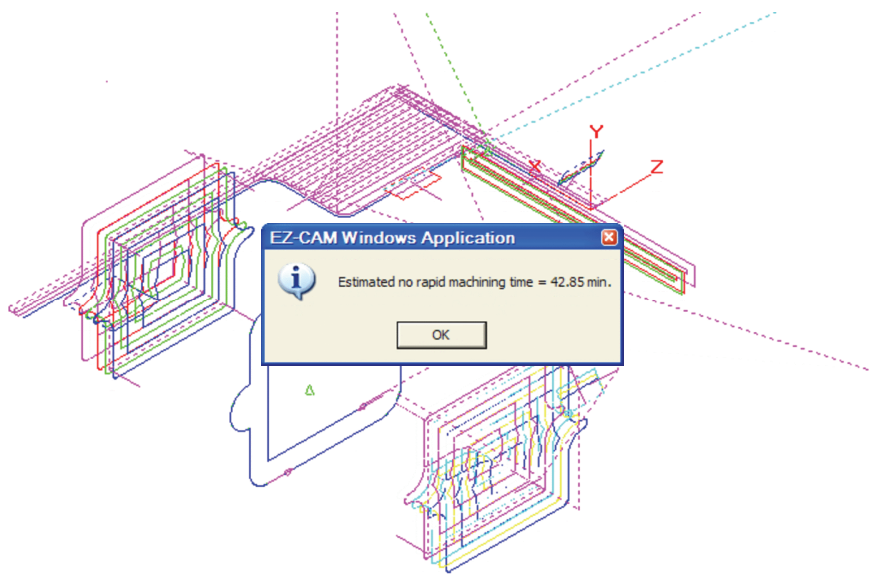 Y
X
Z
EZ-CAM Windows Application
Estimated no rapid machining time = 42.85 min.
OK